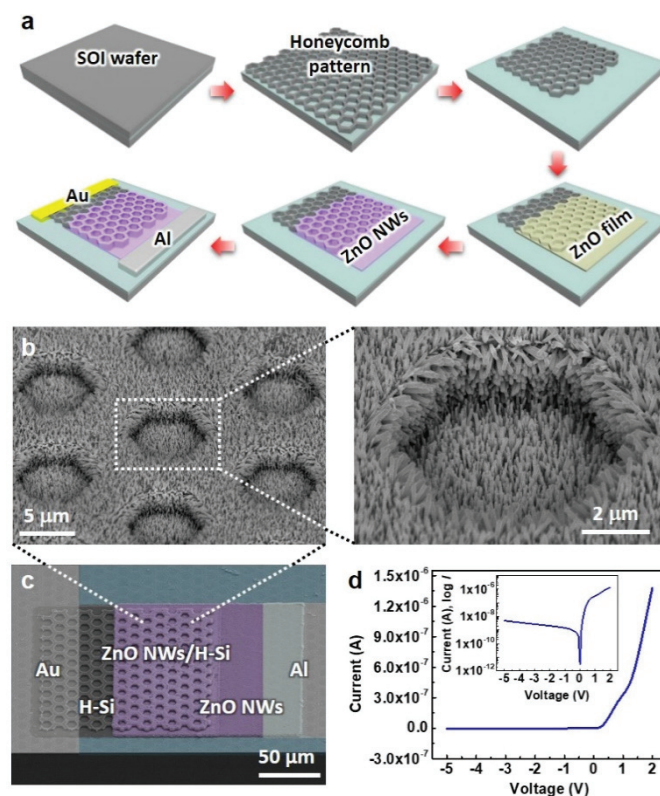 a
SOI wafer
Honeycomb
pattern
Au
Al
ZnO NWs
ZnO film
b
5 μm
2 μm
c
Au
H-Si
ZnO NWs/H-Si
ZnO NWs
Al
50 μm
d
Current (A)
1.5x10⁻⁶
1.2x10⁻⁶
9.0x10⁻⁷
6.0x10⁻⁷
3.0x10⁻⁷
0.0
-3.0x10⁻⁷
-5 -4 -3 -2 -1 0 1 2
Voltage (V)
Current (A), log I
1x10⁻⁶
1x10⁻⁸
1x10⁻¹⁰
1x10⁻¹²
-5 -4 -3 -2 -1 0 1 2
Voltage (V)